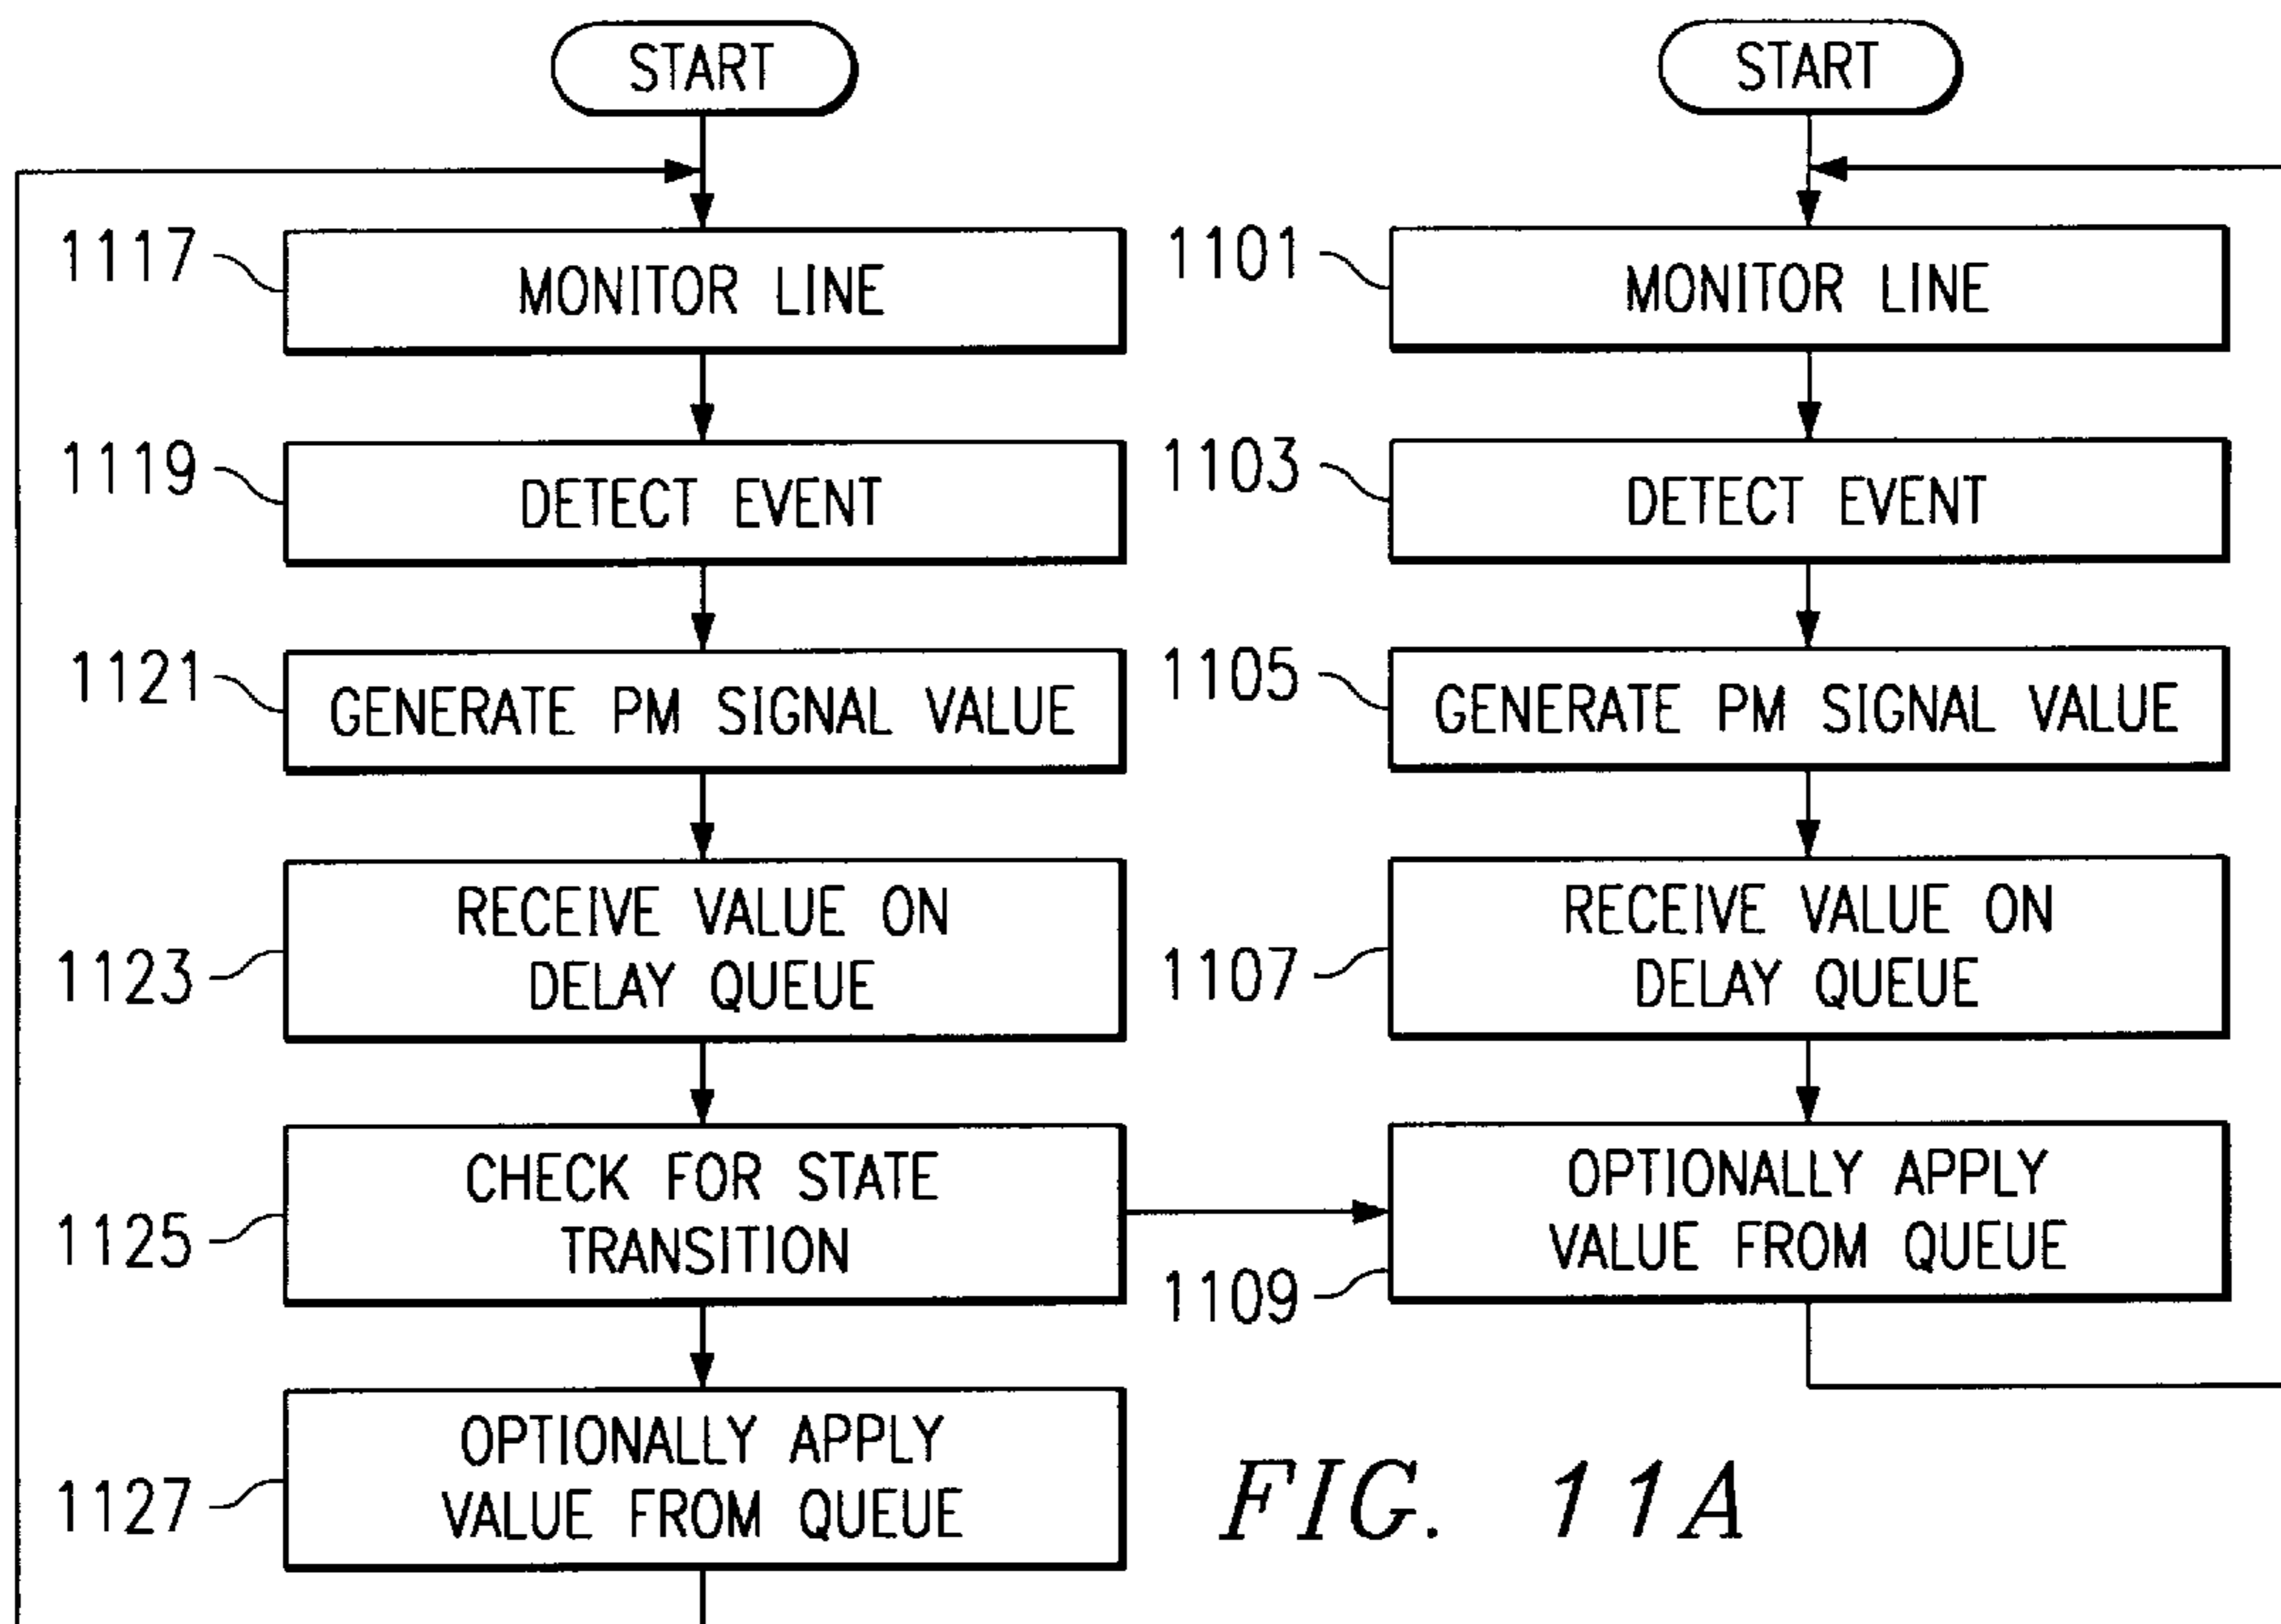 START
1117
MONITOR LINE
1119
DETECT EVENT
1121
GENERATE PM SIGNAL VALUE
1123
RECEIVE VALUE ON
DELAY QUEUE
1125
CHECK FOR STATE
TRANSITION
1127
OPTIONALLY APPLY
VALUE FROM QUEUE
START
1101
MONITOR LINE
1103
DETECT EVENT
1105
GENERATE PM SIGNAL VALUE
1107
RECEIVE VALUE ON
DELAY QUEUE
1109
OPTIONALLY APPLY
VALUE FROM QUEUE
FIG. 11A